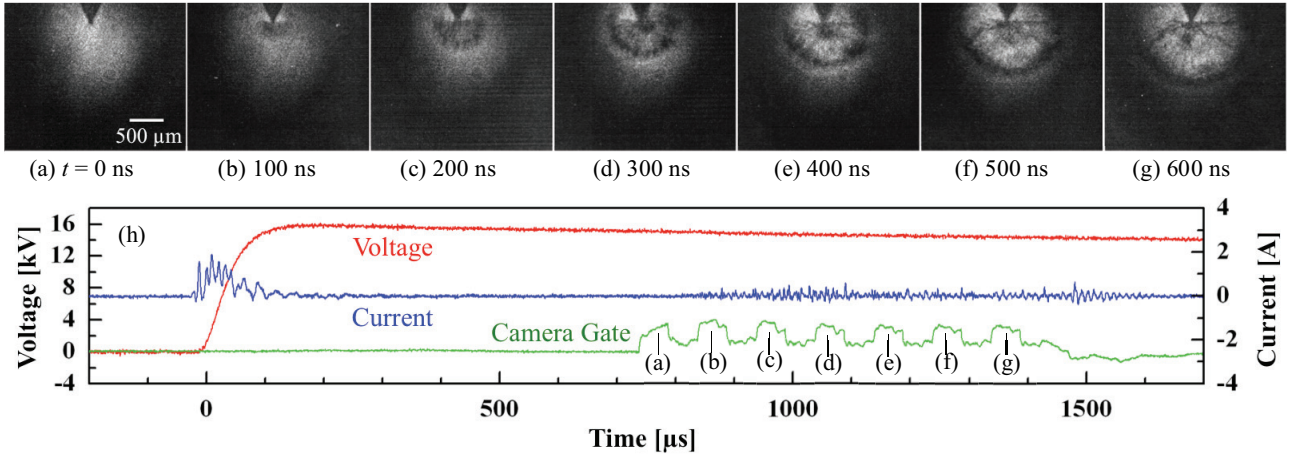 500 µm
(a) t = 0 ns (b) 100 ns (c) 200 ns (d) 300 ns (e) 400 ns (f) 500 ns (g) 600 ns
(h)
Voltage [kV]
16
12
8
4
0
-4
Voltage
Current
Camera Gate
(a) (b) (c) (d) (e) (f) (g)
4
2
0
-2
-4
Current [A]
0 500 1000 1500
Time [µs]